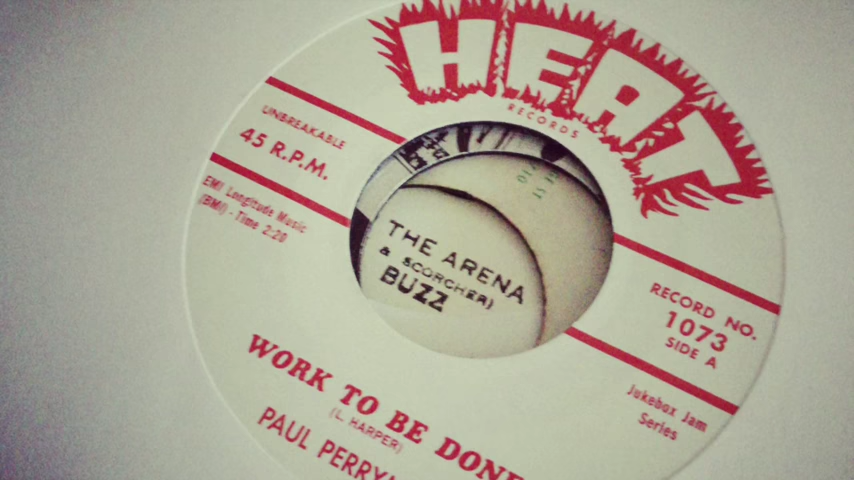 HEAT
RECORDS
UNBREAKABLE
45 R.P.M.
EMI Longitude Music
(BMI) - Time 2:20
THE ARENA
& SCORCHER)
BUZZ
RECORD NO.
1073
SIDE A
Jukebox Jam
Series
WORK TO BE DONE
(L. HARPER)
PAUL PERRY